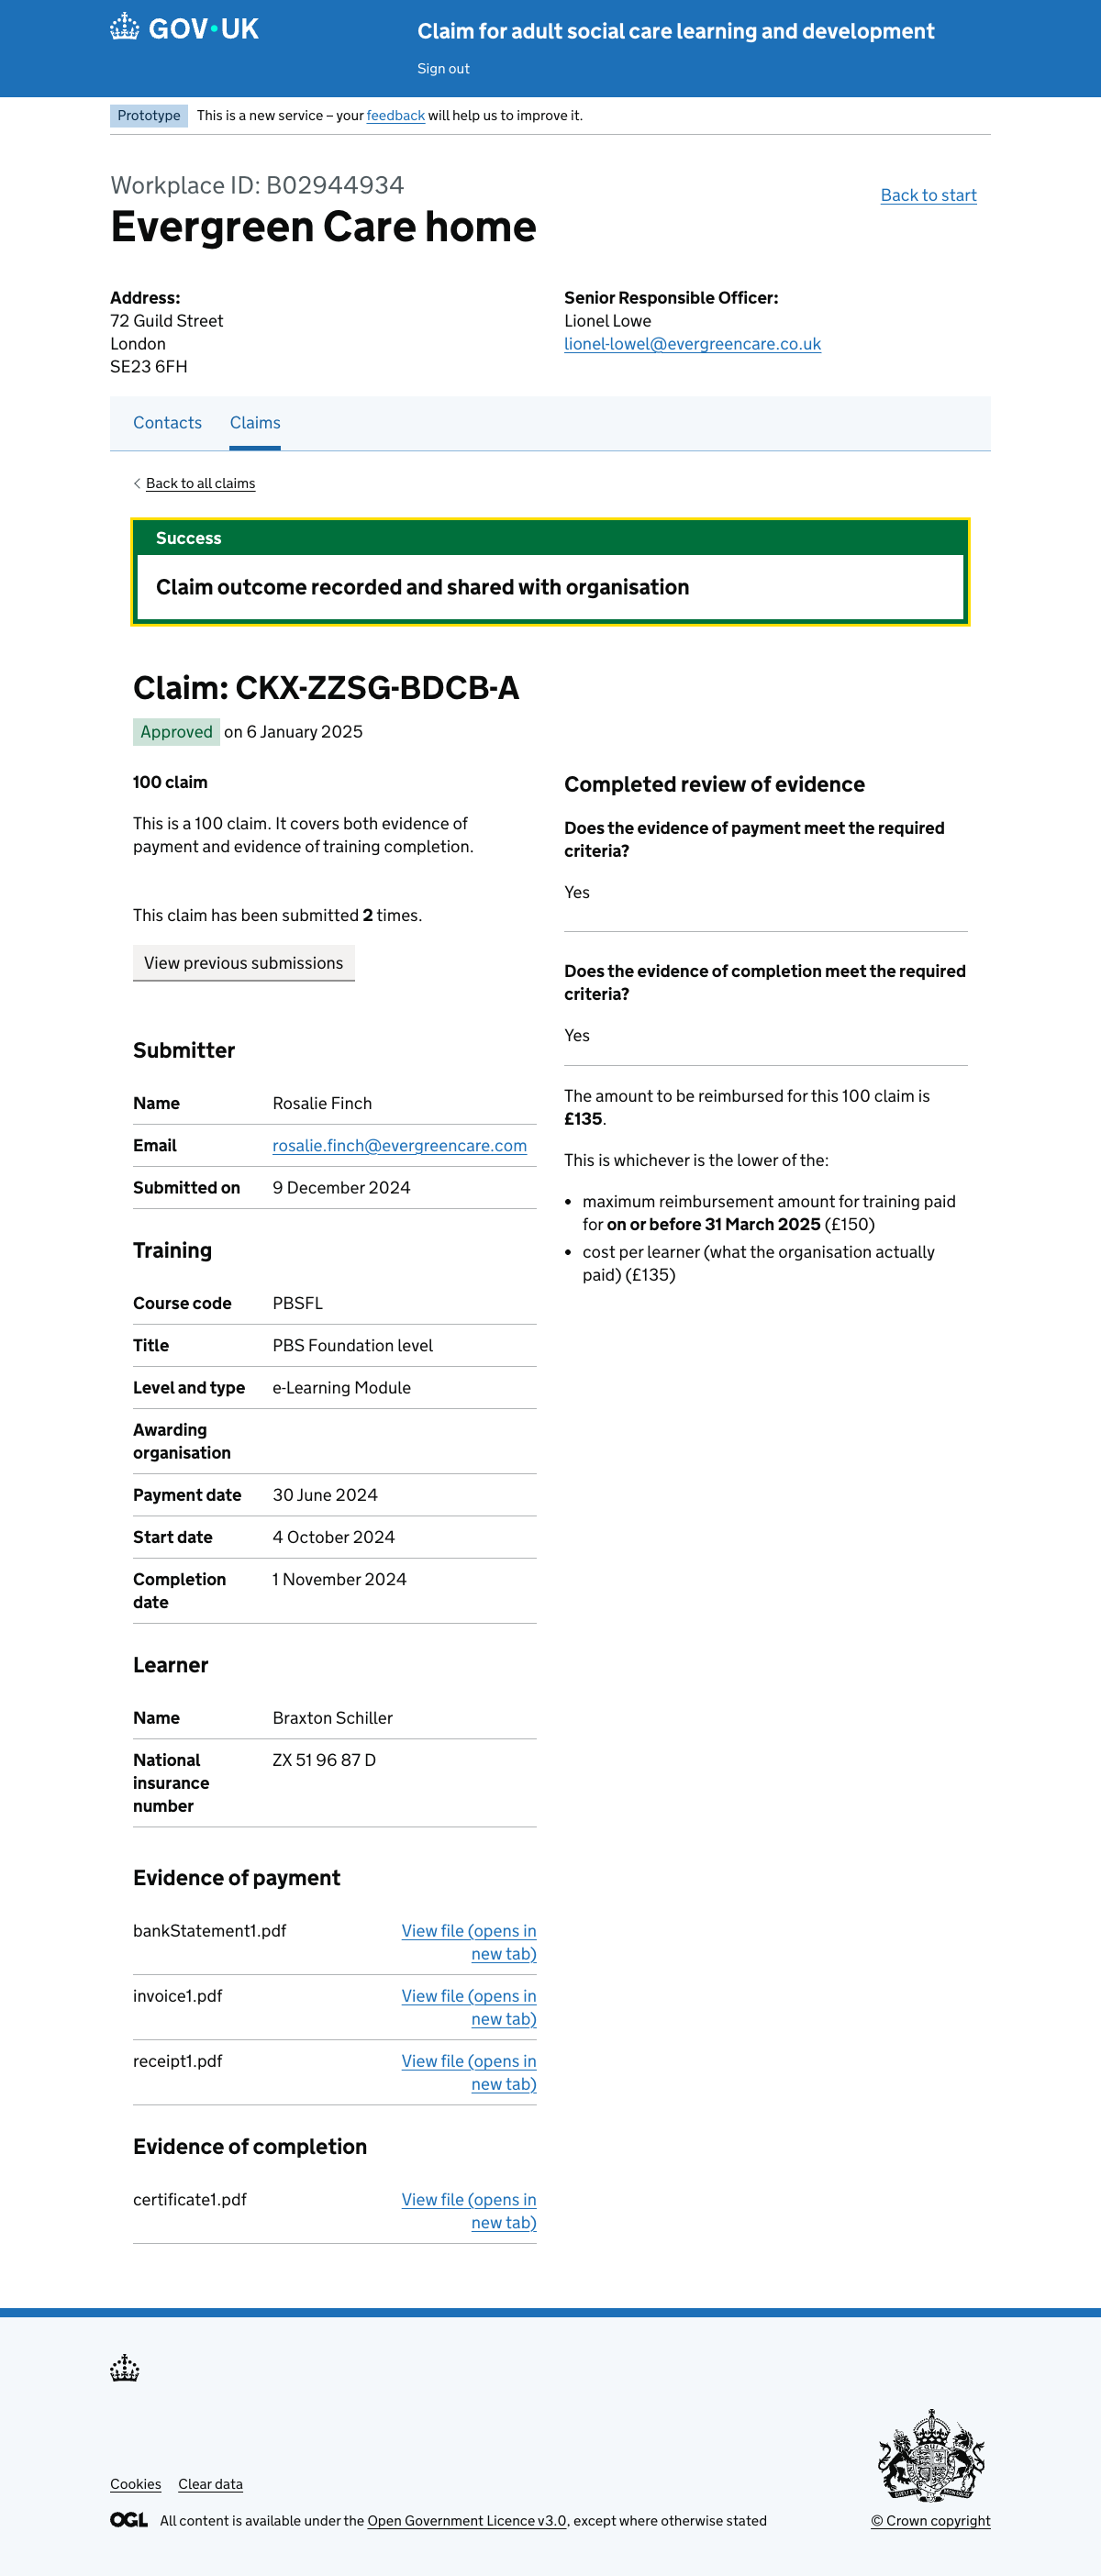 GOV·UK
Claim for adult social care learning and development
Sign out
Prototype This is a new service – your feedback will help us to improve it.
Workplace ID: B02944934
Evergreen Care home
Back to start
Address:
72 Guild Street
London
SE23 6FH
Senior Responsible Officer:
Lionel Lowe
lionel-lowel@evergreencare.co.uk
Contacts Claims
Back to all claims
Success
Claim outcome recorded and shared with organisation
Claim: CKX-ZZSG-BDCB-A
Approved on 6 January 2025
100 claim
This is a 100 claim. It covers both evidence of
payment and evidence of training completion.
This claim has been submitted 2 times.
View previous submissions
Submitter
Name Rosalie Finch
Email rosalie.finch@evergreencare.com
Submitted on 9 December 2024
Training
Course code PBSFL
Title PBS Foundation level
Level and type e-Learning Module
Awarding
organisation
Payment date 30 June 2024
Start date 4 October 2024
Completion 1 November 2024
date
Learner
Name Braxton Schiller
National ZX 51 96 87 D
insurance
number
Evidence of payment
bankStatement1.pdf View file (opens in
new tab)
invoice1.pdf View file (opens in
new tab)
receipt1.pdf View file (opens in
new tab)
Evidence of completion
certificate1.pdf View file (opens in
new tab)
Completed review of evidence
Does the evidence of payment meet the required
criteria?
Yes
Does the evidence of completion meet the required
criteria?
Yes
The amount to be reimbursed for this 100 claim is
£135.
This is whichever is the lower of the:
• maximum reimbursement amount for training paid
for on or before 31 March 2025 (£150)
• cost per learner (what the organisation actually
paid) (£135)
Cookies Clear data
OGL All content is available under the Open Government Licence v3.0, except where otherwise stated
© Crown copyright